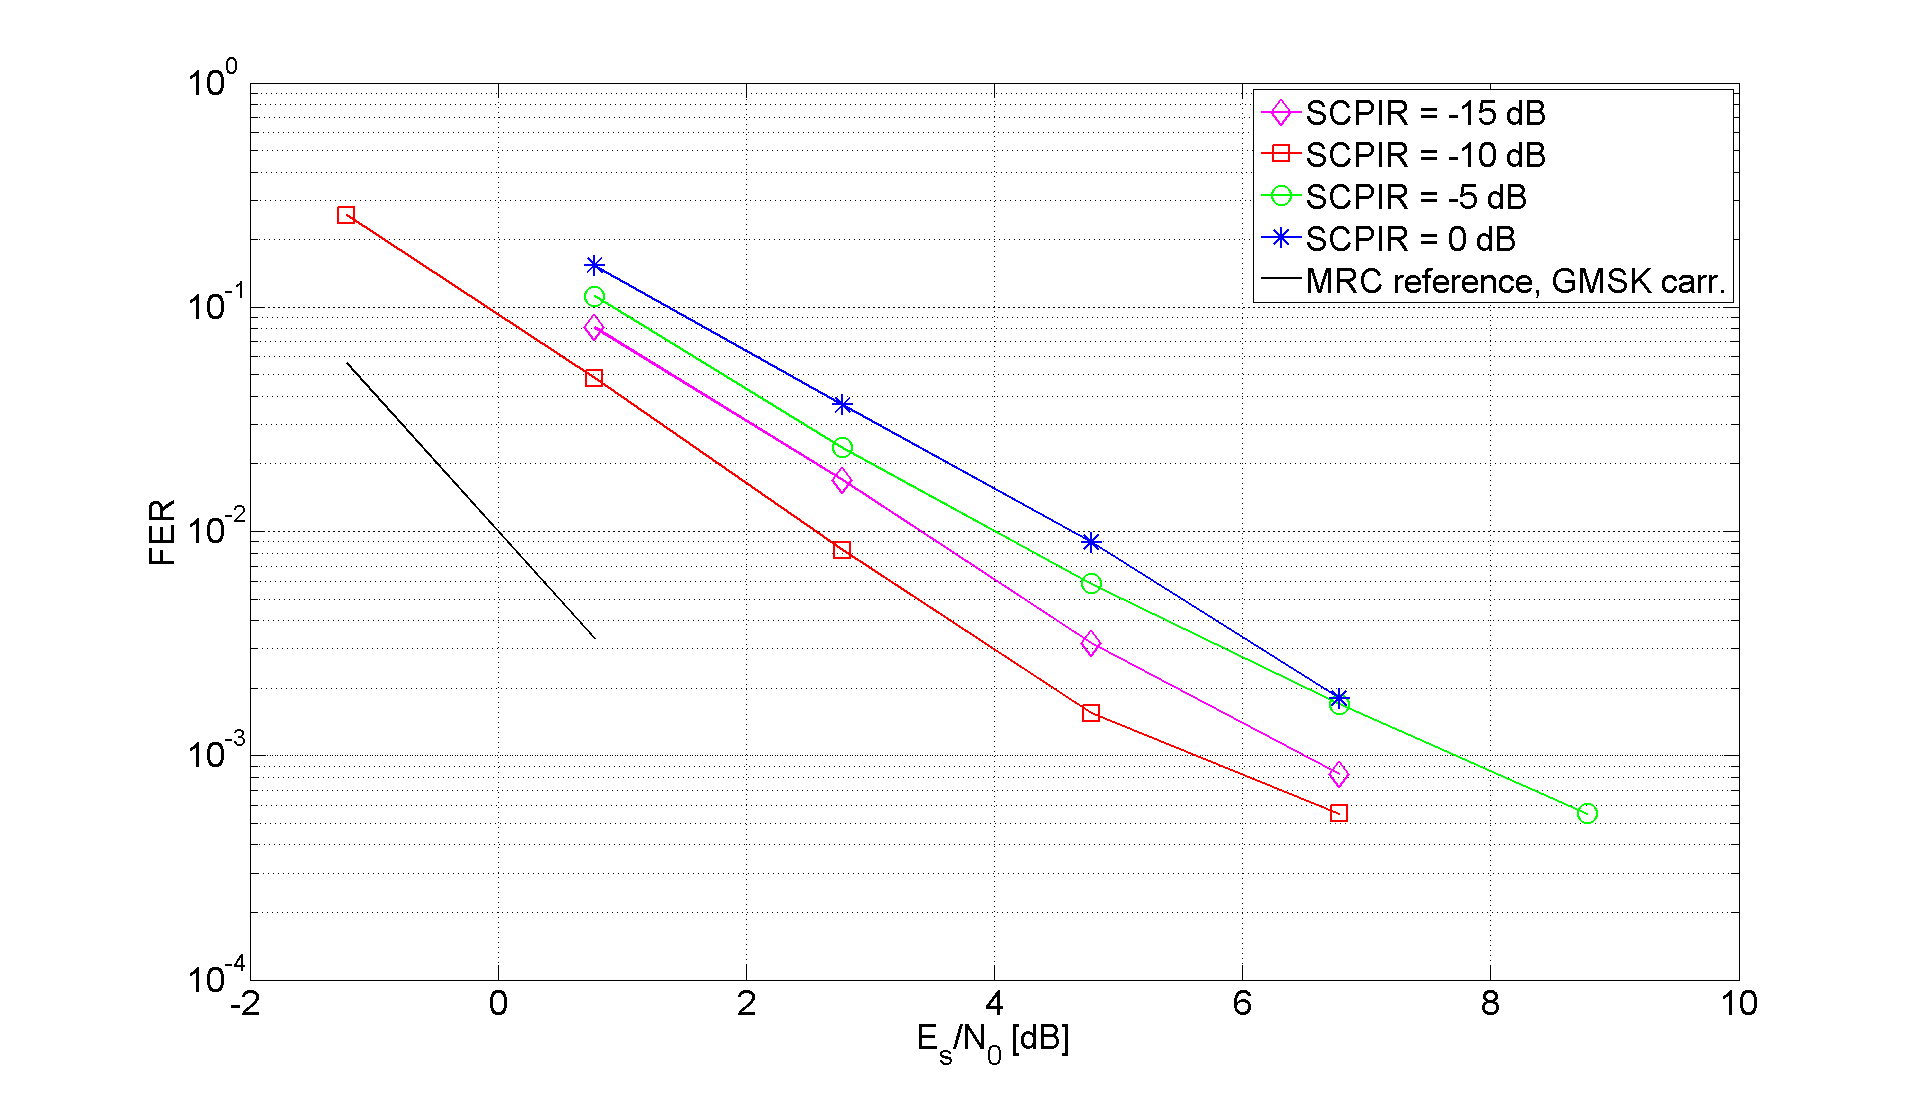 10^0
10^-1
10^-2
10^-3
10^-4
FER
SCPIR = -15 dB
SCPIR = -10 dB
SCPIR = -5 dB
SCPIR = 0 dB
MRC reference, GMSK carr.
-2 0 2 4 6 8 10
E_s/N_0 [dB]